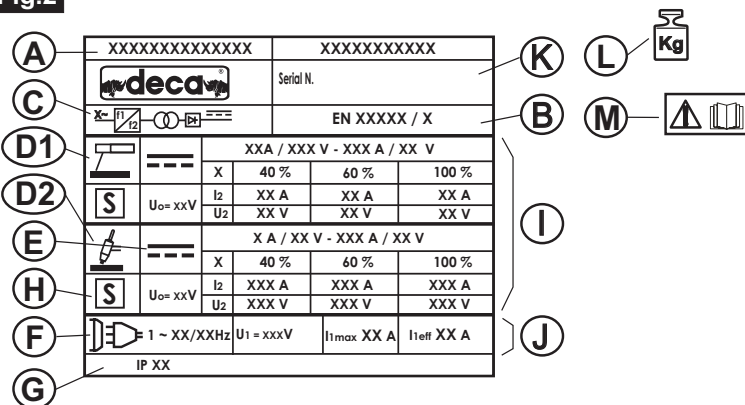 Fig.2
A
XXXXXXXXXXXXXX XXXXXXXXXXX
K
L
Kg
deca®
Serial N.
C
X~ f1 f2
EN XXXXX / X
B
M
D1
XXA / XXX V - XXX A / XX V
X 40 % 60 % 100 %
D2
S Uo= xxV I2 XX A XX A XX A
U2 XX V XX V XX V
I
E
X A / XX V - XXX A / XX V
X 40 % 60 % 100 %
H
S Uo= xxV I2 XXX A XXX A XXX A
U2 XXX V XXX V XXX V
F
1 ~ XX/XXHz U1 = xxxV I1max XX A I1eff XX A
J
IP XX
G